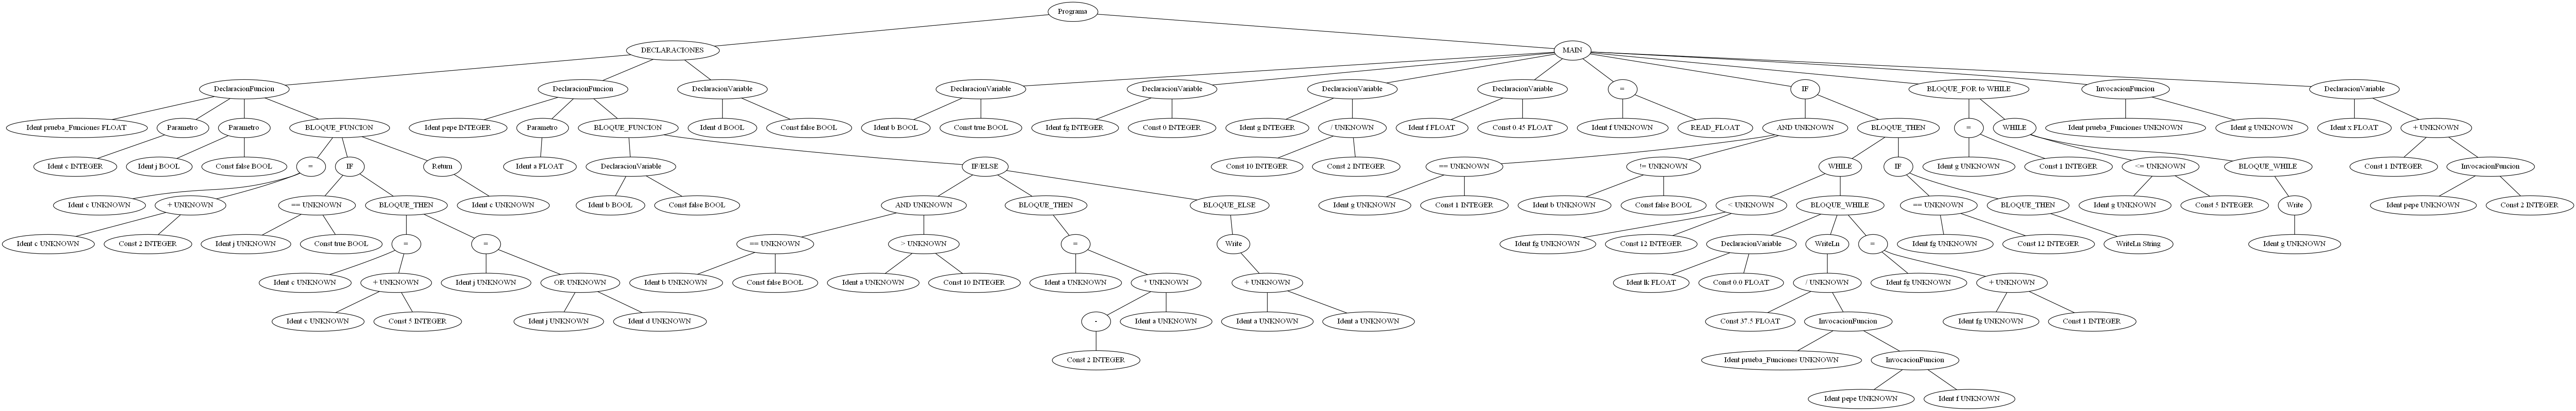 Programa
DECLARACIONES MAIN
DeclaracionFuncion DeclaracionFuncion DeclaracionVariable DeclaracionVariable DeclaracionVariable DeclaracionVariable DeclaracionVariable = IF BLOQUE_FOR to WHILE InvocacionFuncion DeclaracionVariable
Ident prueba_Funciones FLOAT Parametro Parametro BLOQUE_FUNCION Ident pepe INTEGER Parametro BLOQUE_FUNCION Ident d BOOL Const false BOOL Ident b BOOL Const true BOOL Ident fg INTEGER Const 0 INTEGER Ident g INTEGER / UNKNOWN Ident f FLOAT Const 0.45 FLOAT Ident f UNKNOWN READ_FLOAT AND UNKNOWN BLOQUE_THEN = WHILE Ident prueba_Funciones UNKNOWN Ident g UNKNOWN Ident x FLOAT + UNKNOWN
Ident c INTEGER Ident j BOOL Const false BOOL = IF Return Ident a FLOAT DeclaracionVariable IF/ELSE Const 10 INTEGER Const 2 INTEGER == UNKNOWN != UNKNOWN WHILE IF Ident g UNKNOWN Const 1 INTEGER <= UNKNOWN BLOQUE_WHILE Const 1 INTEGER InvocacionFuncion
Ident c UNKNOWN + UNKNOWN == UNKNOWN BLOQUE_THEN Ident c UNKNOWN Ident b BOOL Const false BOOL AND UNKNOWN BLOQUE_THEN BLOQUE_ELSE Ident g UNKNOWN Const 1 INTEGER Ident b UNKNOWN Const false BOOL < UNKNOWN BLOQUE_WHILE == UNKNOWN BLOQUE_THEN Ident g UNKNOWN Const 5 INTEGER Write Ident pepe UNKNOWN Const 2 INTEGER
Ident c UNKNOWN Const 2 INTEGER Ident j UNKNOWN Const true BOOL = = == UNKNOWN > UNKNOWN = Write Ident fg UNKNOWN Const 12 INTEGER DeclaracionVariable WriteLn = Ident fg UNKNOWN Const 12 INTEGER WriteLn String Ident g UNKNOWN
Ident c UNKNOWN + UNKNOWN Ident j UNKNOWN OR UNKNOWN Ident b UNKNOWN Const false BOOL Ident a UNKNOWN Const 10 INTEGER Ident a UNKNOWN * UNKNOWN + UNKNOWN Ident lk FLOAT Const 0.0 FLOAT / UNKNOWN Ident fg UNKNOWN + UNKNOWN
Ident c UNKNOWN Const 5 INTEGER Ident j UNKNOWN Ident d UNKNOWN - Ident a UNKNOWN Ident a UNKNOWN Ident a UNKNOWN Const 37.5 FLOAT InvocacionFuncion Ident fg UNKNOWN Const 1 INTEGER
Const 2 INTEGER Ident prueba_Funciones UNKNOWN InvocacionFuncion
Ident pepe UNKNOWN Ident f UNKNOWN